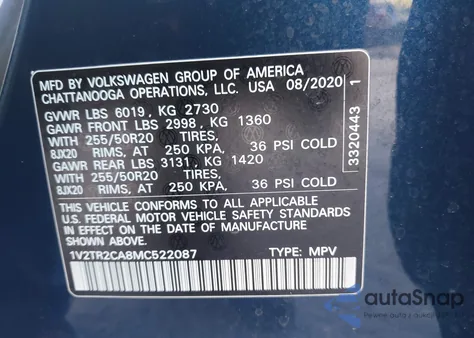 MFD BY VOLKSWAGEN GROUP OF AMERICA
CHATTANOOGA OPERATIONS, LLC. USA 08/2020
GVWR LBS 6019, KG 2730
GAWR FRONT LBS 2998, KG 1360
WITH 255/50R20 TIRES,
8JX20 RIMS, AT 250 KPA, 36 PSI COLD
GAWR REAR LBS 3131, KG 1420
WITH 255/50R20 TIRES,
8JX20 RIMS, AT 250 KPA, 36 PSI COLD
THIS VEHICLE CONFORMS TO ALL APPLICABLE
U.S. FEDERAL MOTOR VEHICLE SAFETY STANDARDS
IN EFFECT ON THE DATE OF MANUFACTURE SHOWN ABOVE.
1V2TR2CA8MC522087 TYPE: MPV
3320443 1
autoSnap